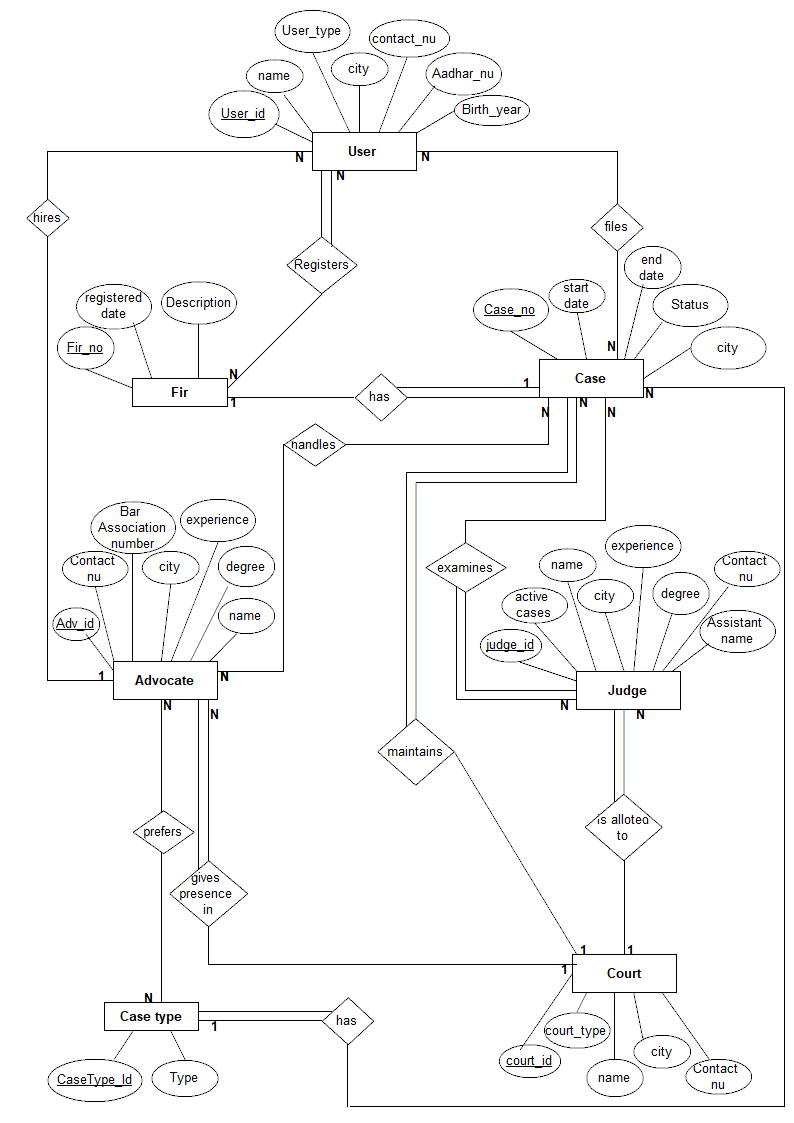 User_type
contact_nu
name
city
Aadhar_nu
User_id
Birth_year
User
N
N
N
hires
files
Registers
end
date
registered
date
Description
start
date
Case_no
Status
Fir_no
city
N
N
Case
1
Fir
1
has
N
N
N
N
handles
Bar
Association
number
experience
Contact
nu
city
degree
Adv_id
name
examines
experience
name
Contact
nu
active
cases
city
degree
Assistant
name
judge_id
Advocate
1
N
Judge
N
N
N
N
maintains
prefers
is alloted
to
gives
presence
in
1
1
1
Court
N
Case type
1
has
court_type
court_id
city
name
Contact
nu
CaseType_Id
Type